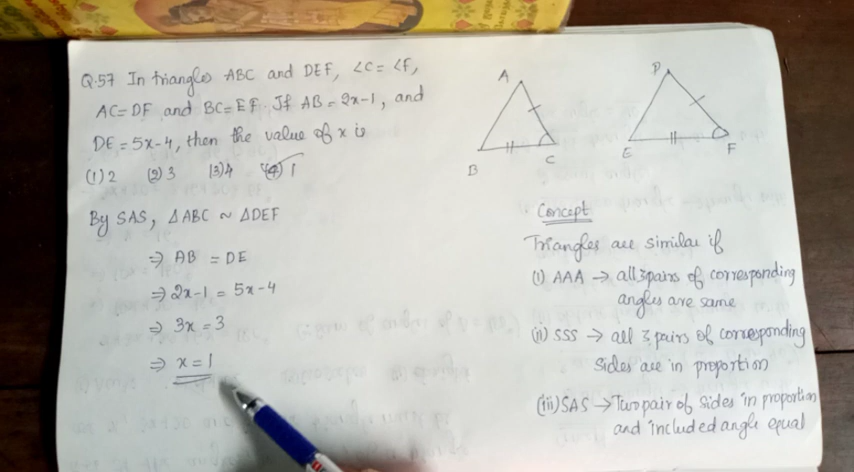 Q.57 In triangles ABC and DEF, ∠C = ∠F,
AC = DF and BC = EF. If AB = 2x-1, and
DE = 5x-4, then the value of x is
(1) 2 (2) 3 (3) 4 (4) 1
By SAS, △ABC ~ △DEF
⇒ AB = DE
⇒ 2x-1 = 5x-4
⇒ 3x = 3
⇒ x = 1
A
B
C
D
E
F
Concept
Triangles are similar if
(i) AAA → all 3 pairs of corresponding
angles are same
(ii) SSS → all 3 pairs of corresponding
sides are in proportion
(iii) SAS → Two pair of sides in proportion
and included angle equal